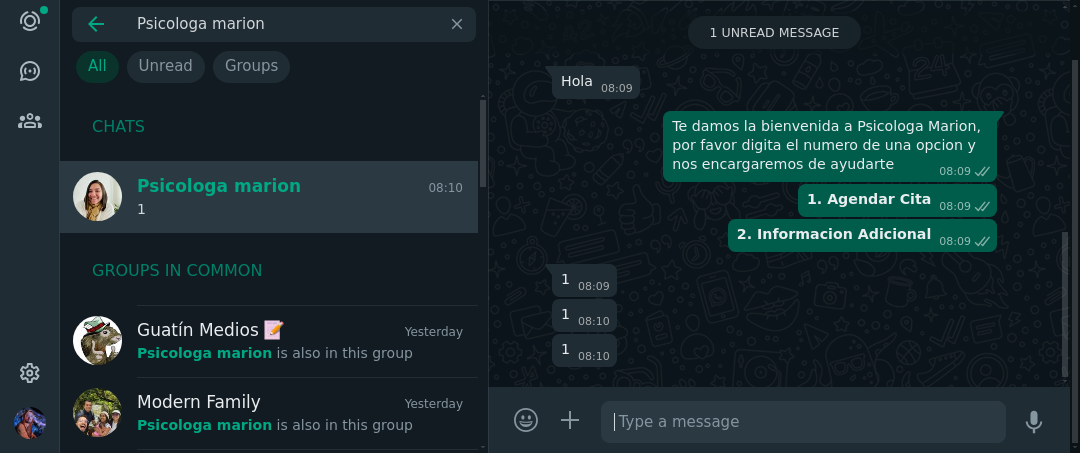 Psicologa marion
All
Unread
Groups
CHATS
Psicologa marion
08:10
1
GROUPS IN COMMON
Guatín Medios 📝
Yesterday
Psicologa marion is also in this group
Modern Family
Yesterday
Psicologa marion is also in this group
1 UNREAD MESSAGE
Hola 08:09
Te damos la bienvenida a Psicologa Marion,
por favor digita el numero de una opcion y
nos encargaremos de ayudarte 08:09
1. Agendar Cita 08:09
2. Informacion Adicional 08:09
1 08:09
1 08:10
1 08:10
Type a message